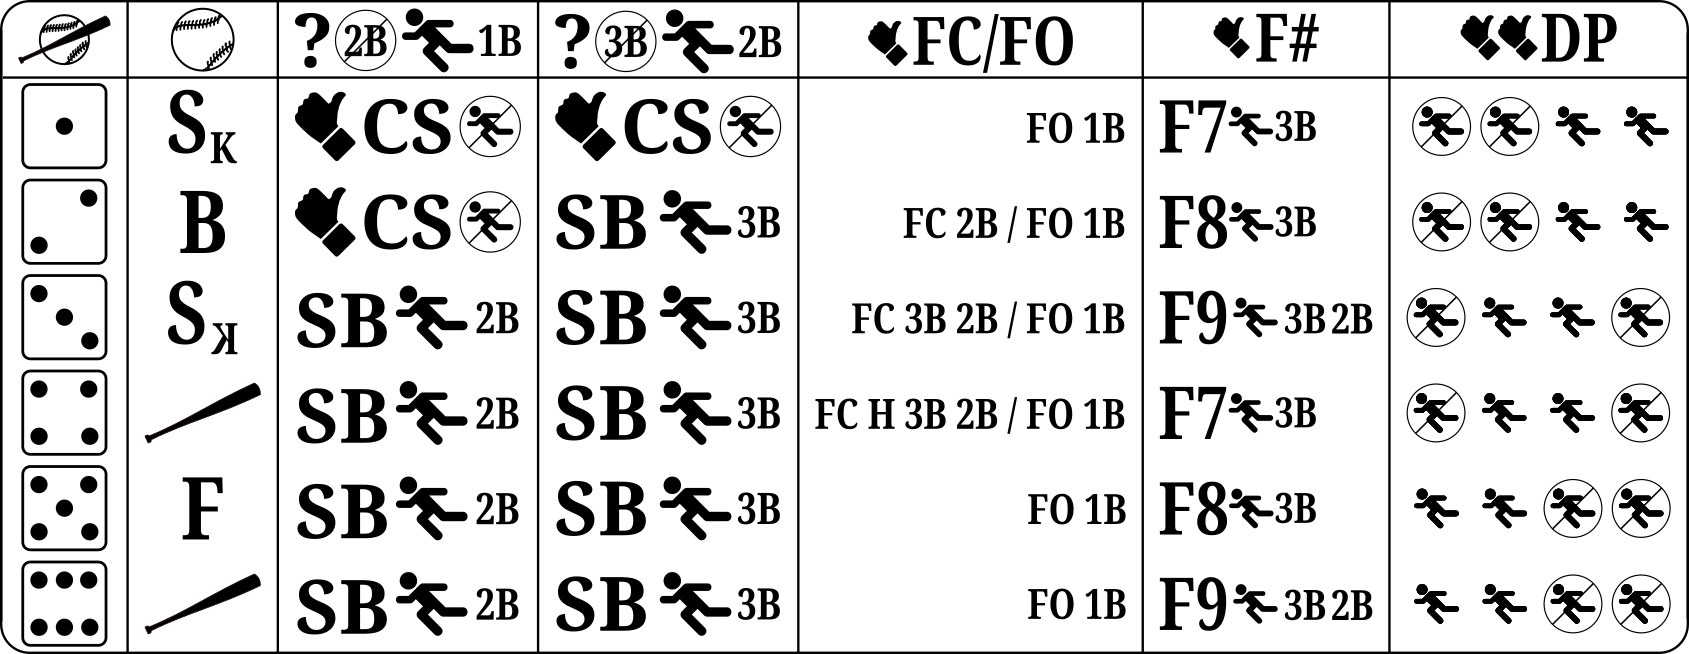 ? 2B 1B ? 3B 2B FC/FO F# DP
SK CS CS FO 1B F7 3B
B CS SB 3B FC 2B / FO 1B F8 3B
Sꓘ SB 2B SB 3B FC 3B 2B / FO 1B F9 3B 2B
SB 2B SB 3B FC H 3B 2B / FO 1B F7 3B
F SB 2B SB 3B FO 1B F8 3B
SB 2B SB 3B FO 1B F9 3B 2B